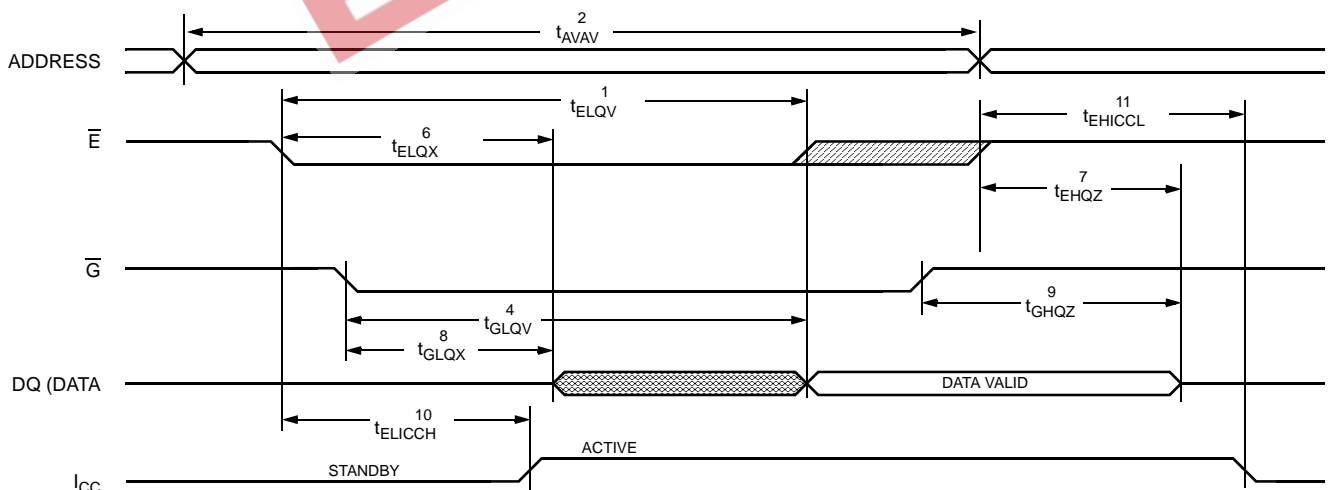 2
tAVAV
ADDRESS
1
tELQV
11
tEHICCL
E
6
tELQX
7
tEHQZ
G
9
tGHQZ
4
tGLQV
8
tGLQX
DQ (DATA
DATA VALID
10
tELICCH
ACTIVE
STANDBY
ICC